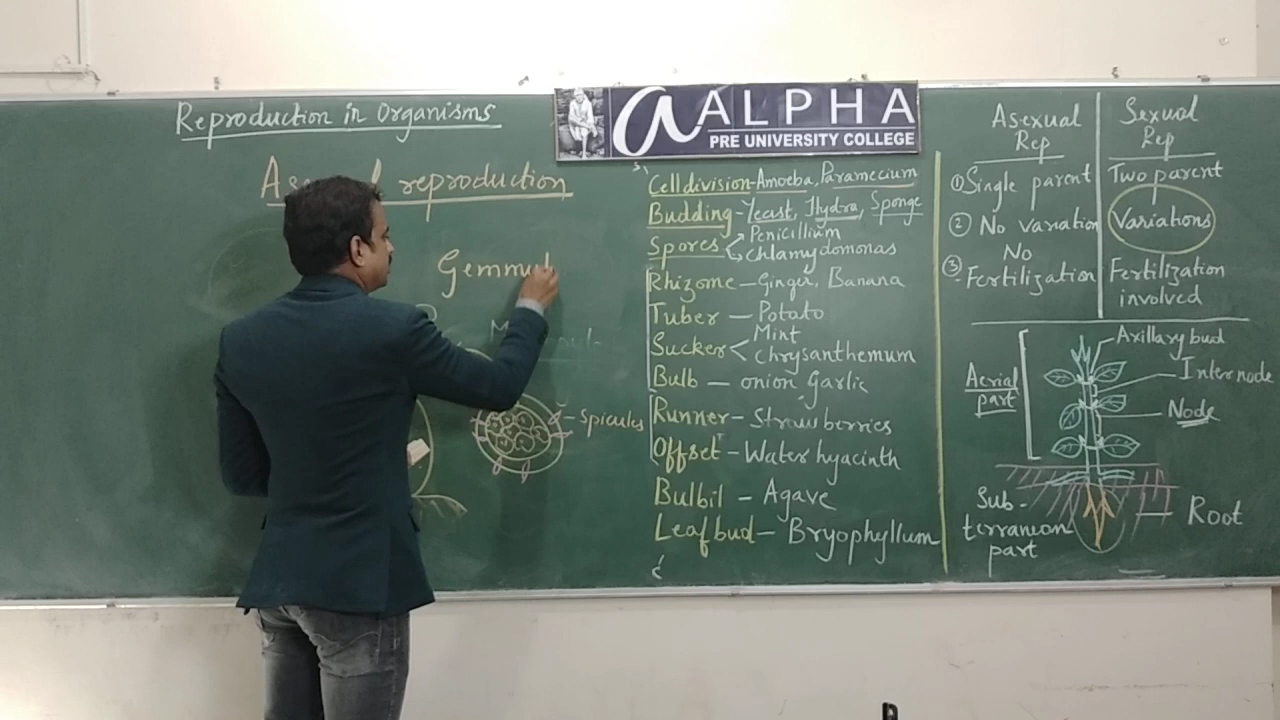 Reproduction in Organisms
reproduction
- Spicules
a ALPHA
PRE UNIVERSITY COLLEGE
Cell division - Amoeba, Paramecium
Budding - Yeast, Hydra, Sponge
Spores Penicillium
Chlamydomonas
Rhizome - Ginger, Banana
Tuber - Potato
Sucker < Mint
Chrysanthemum
Bulb - onion Garlic
Runner - Strawberries
Offset - Water hyacinth
Bulbil - Agave
Leaf bud - Bryophyllum
Asexual
Rep
① Single parent
② No variation
③ No
Fertilization
Sexual
Rep
Two parent
Variations
Fertilization
involved
Aerial
part
Axillary bud
Internode
Node
Sub-
terranion
part
Root